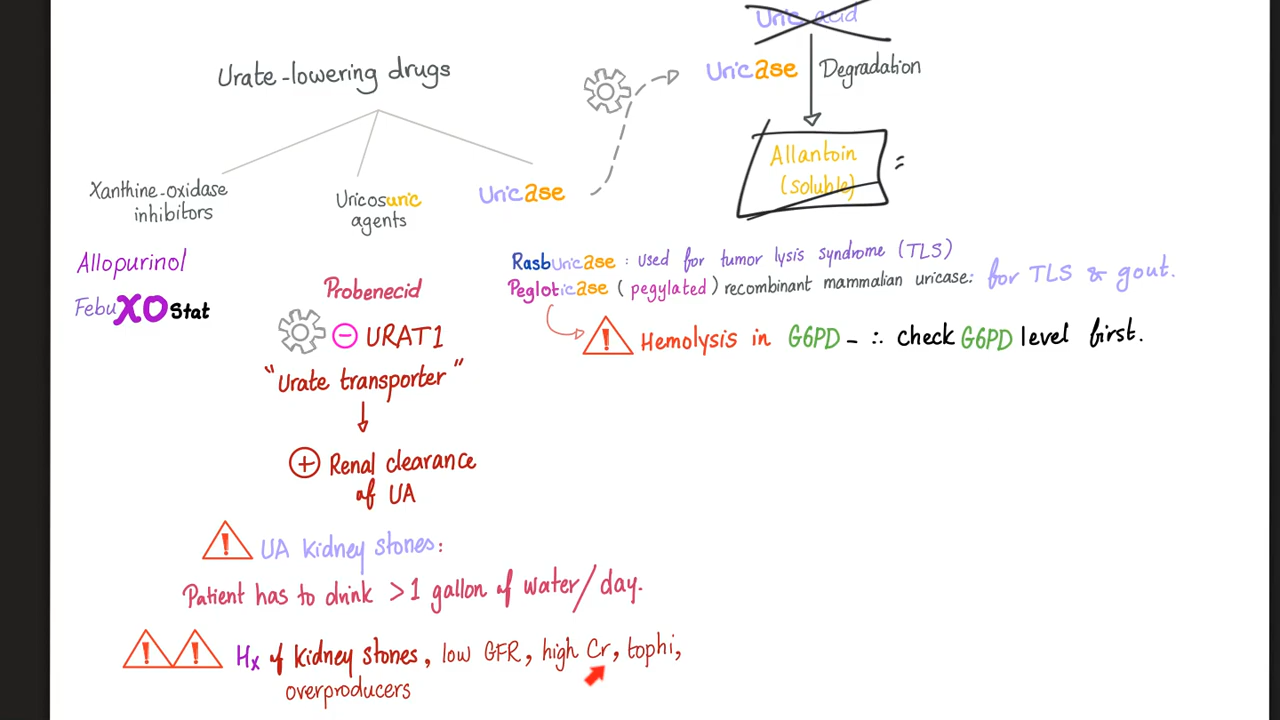 Uric acid
Urate-lowering drugs
Uricase
Degradation
Allantoin
(soluble)
=
Xanthine-oxidase
inhibitors
Uricosuric
agents
Uricase
Allopurinol
FebuXOStat
Probenecid
⊖ URAT1
"Urate transporter"
↓
⊕ Renal clearance
of UA
Rasburicase : used for tumor lysis syndrome (TLS)
Pegloticase (pegylated) recombinant mammalian uricase: for TLS & gout.
! Hemolysis in G6PD - ∴ check G6PD level first.
! UA Kidney stones:
Patient has to drink >1 gallon of water/day.
! ! Hx of Kidney stones, low GFR, high Cr, tophi,
overproducers